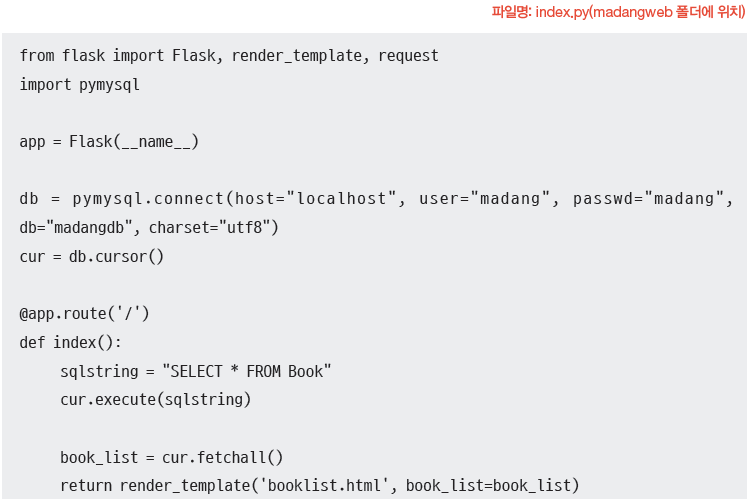 파일명: index.py(madangweb 폴더에 위치)
from flask import Flask, render_template, request
import pymysql
app = Flask(__name__)
db = pymysql.connect(host="localhost", user="madang", passwd="madang",
db="madangdb", charset="utf8")
cur = db.cursor()
@app.route('/')
def index():
    sqlstring = "SELECT * FROM Book"
    cur.execute(sqlstring)
    book_list = cur.fetchall()
    return render_template('booklist.html', book_list=book_list)